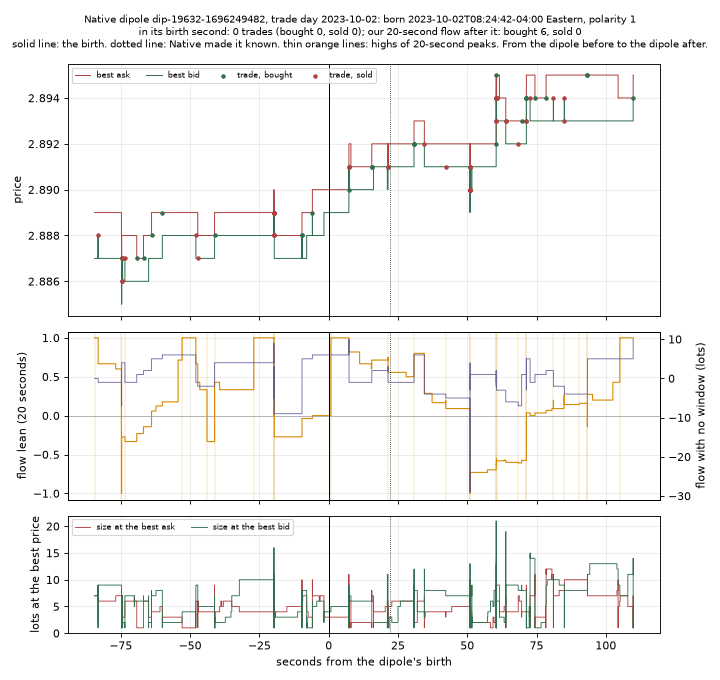 Native dipole dip-19632-1696249482, trade day 2023-10-02: born 2023-10-02T08:24:42-04:00 Eastern, polarity 1
in its birth second: 0 trades (bought 0, sold 0); our 20-second flow after it: bought 6, sold 0
solid line: the birth. dotted line: Native made it known. thin orange lines: highs of 20-second peaks. From the dipole before to the dipole after.
best ask best bid trade, bought trade, sold
2.894
2.892
2.890
2.888
2.886
price
1.0
0.5
0.0
−0.5
−1.0
flow lean (20 seconds)
10
0
−10
−20
−30
flow with no window (lots)
size at the best ask size at the best bid
20
15
10
5
0
lots at the best price
−75 −50 −25 0 25 50 75 100
seconds from the dipole's birth